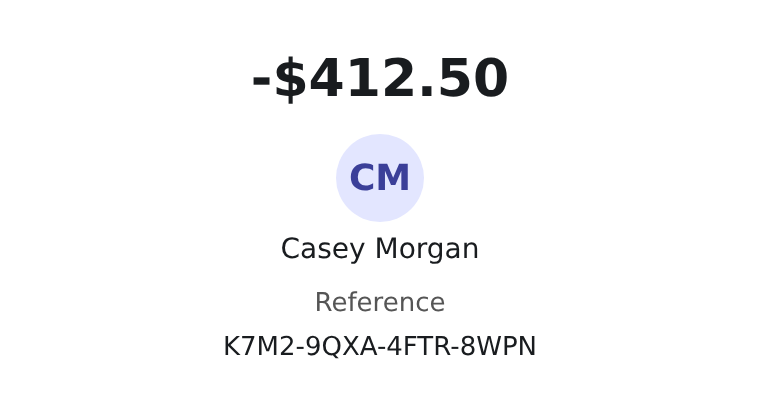 -$412.50
CM
Casey Morgan
Reference
K7M2-9QXA-4FTR-8WPN